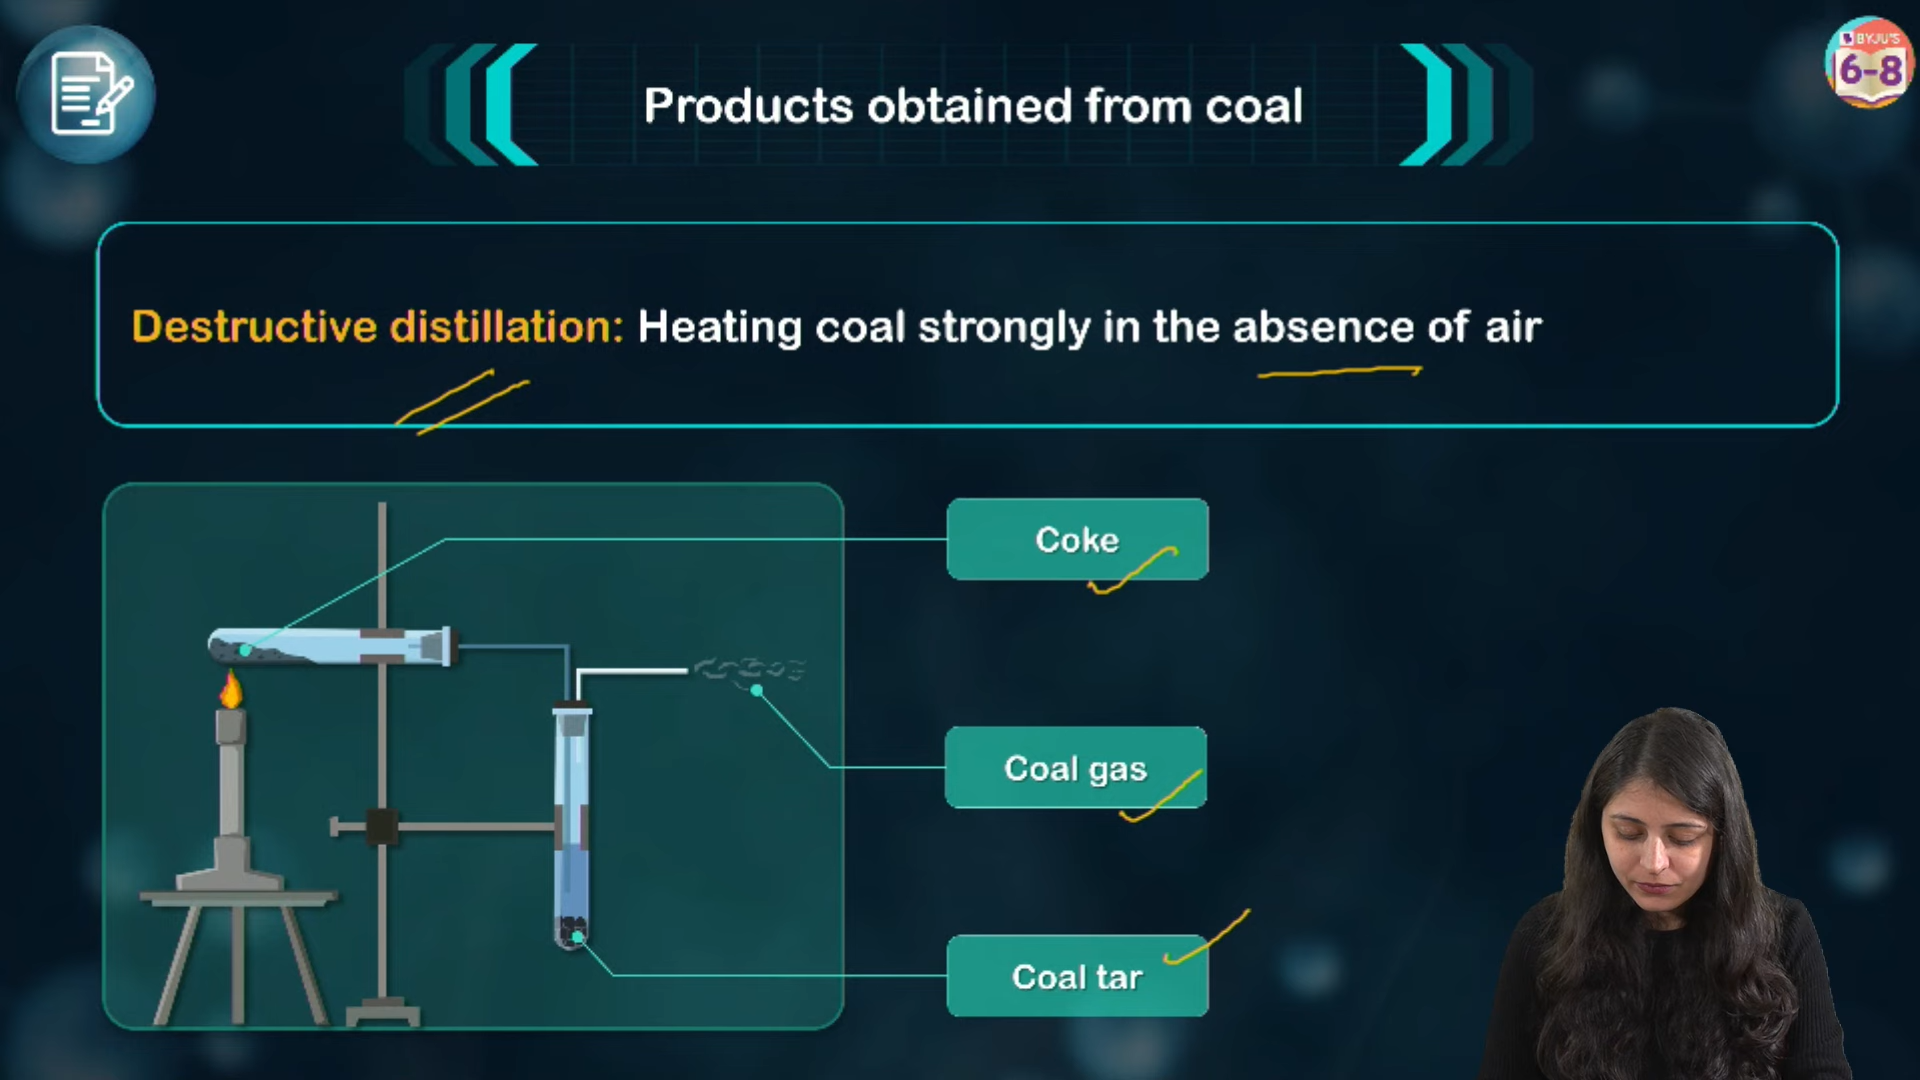 BYJU'S
6-8
Products obtained from coal
Destructive distillation: Heating coal strongly in the absence of air
Coke
Coal gas
Coal tar